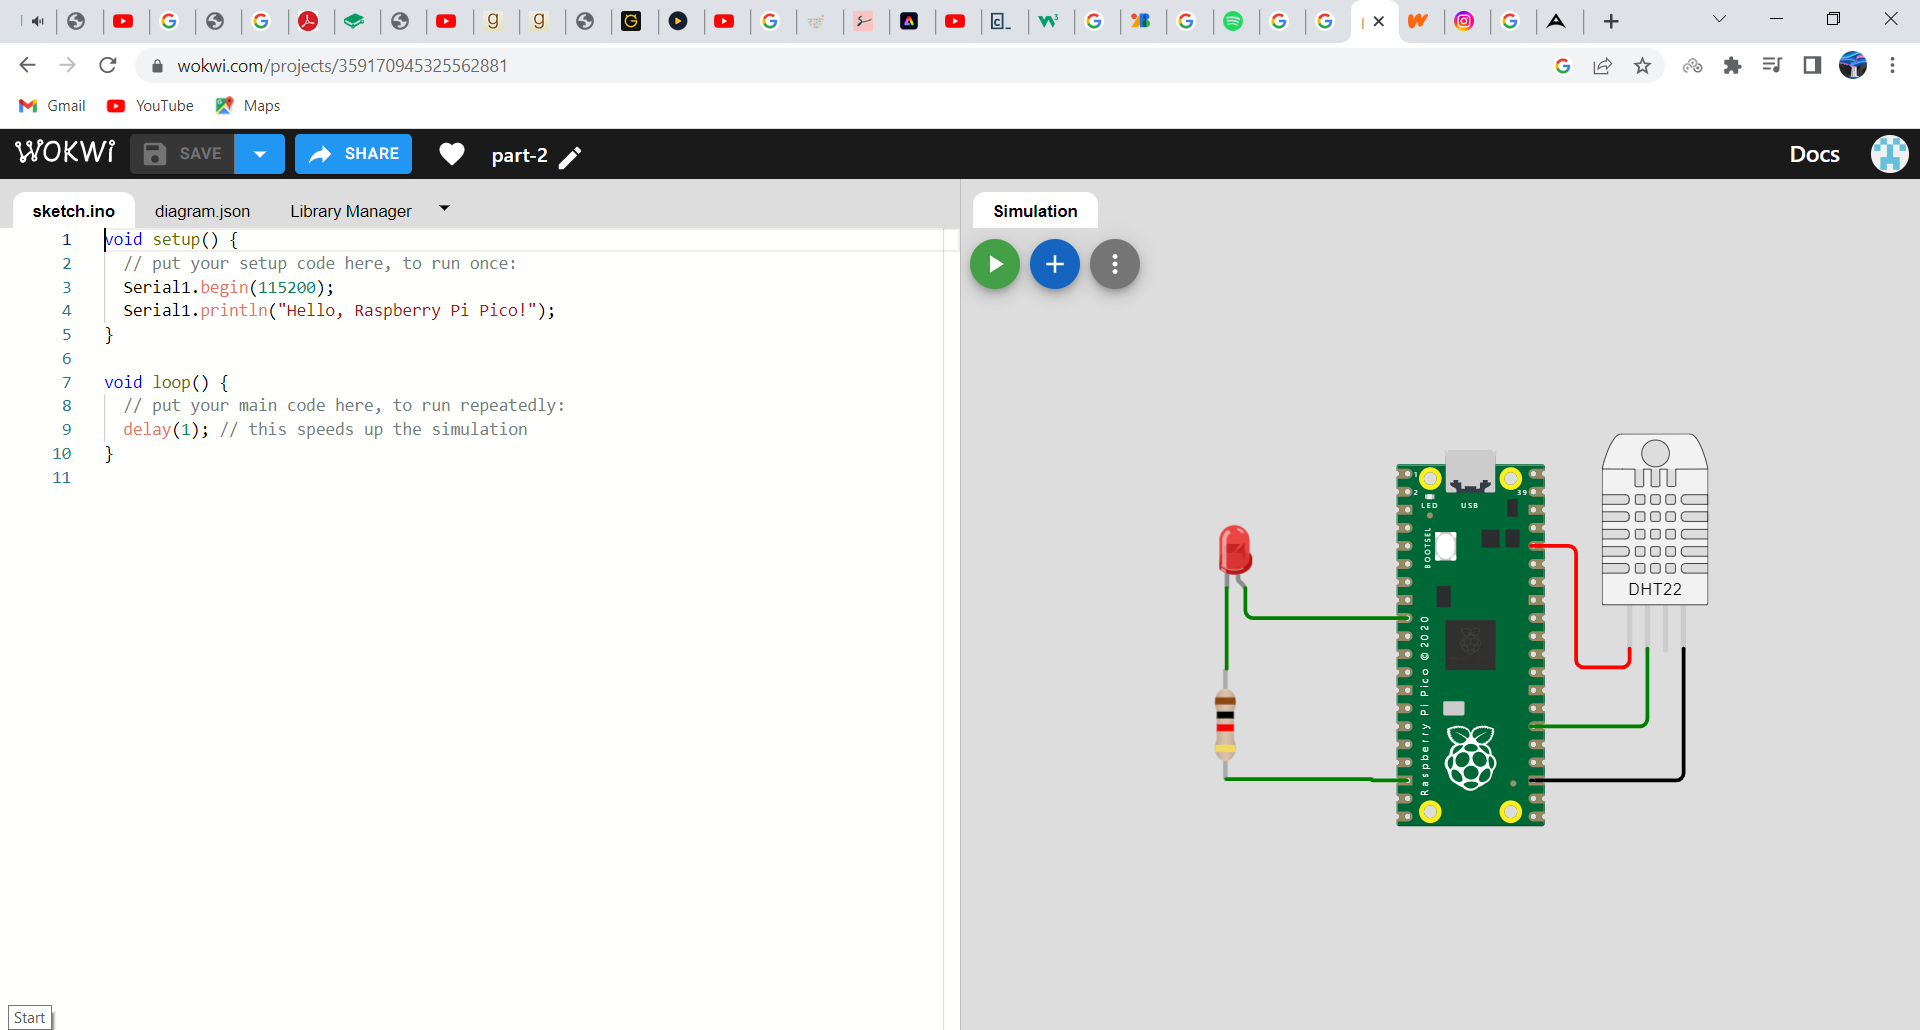 wokwi.com/projects/359170945325562881
Gmail YouTube Maps
WOKWI SAVE SHARE part-2 Docs
sketch.ino diagram.json Library Manager
1 void setup() {
2 // put your setup code here, to run once:
3 Serial1.begin(115200);
4 Serial1.println("Hello, Raspberry Pi Pico!");
5 }
6
7 void loop() {
8 // put your main code here, to run repeatedly:
9 delay(1); // this speeds up the simulation
10 }
11
Simulation
1
2
39
LED USB
BOOTSEL
Raspberry Pi Pico © 2020
DHT22
Start